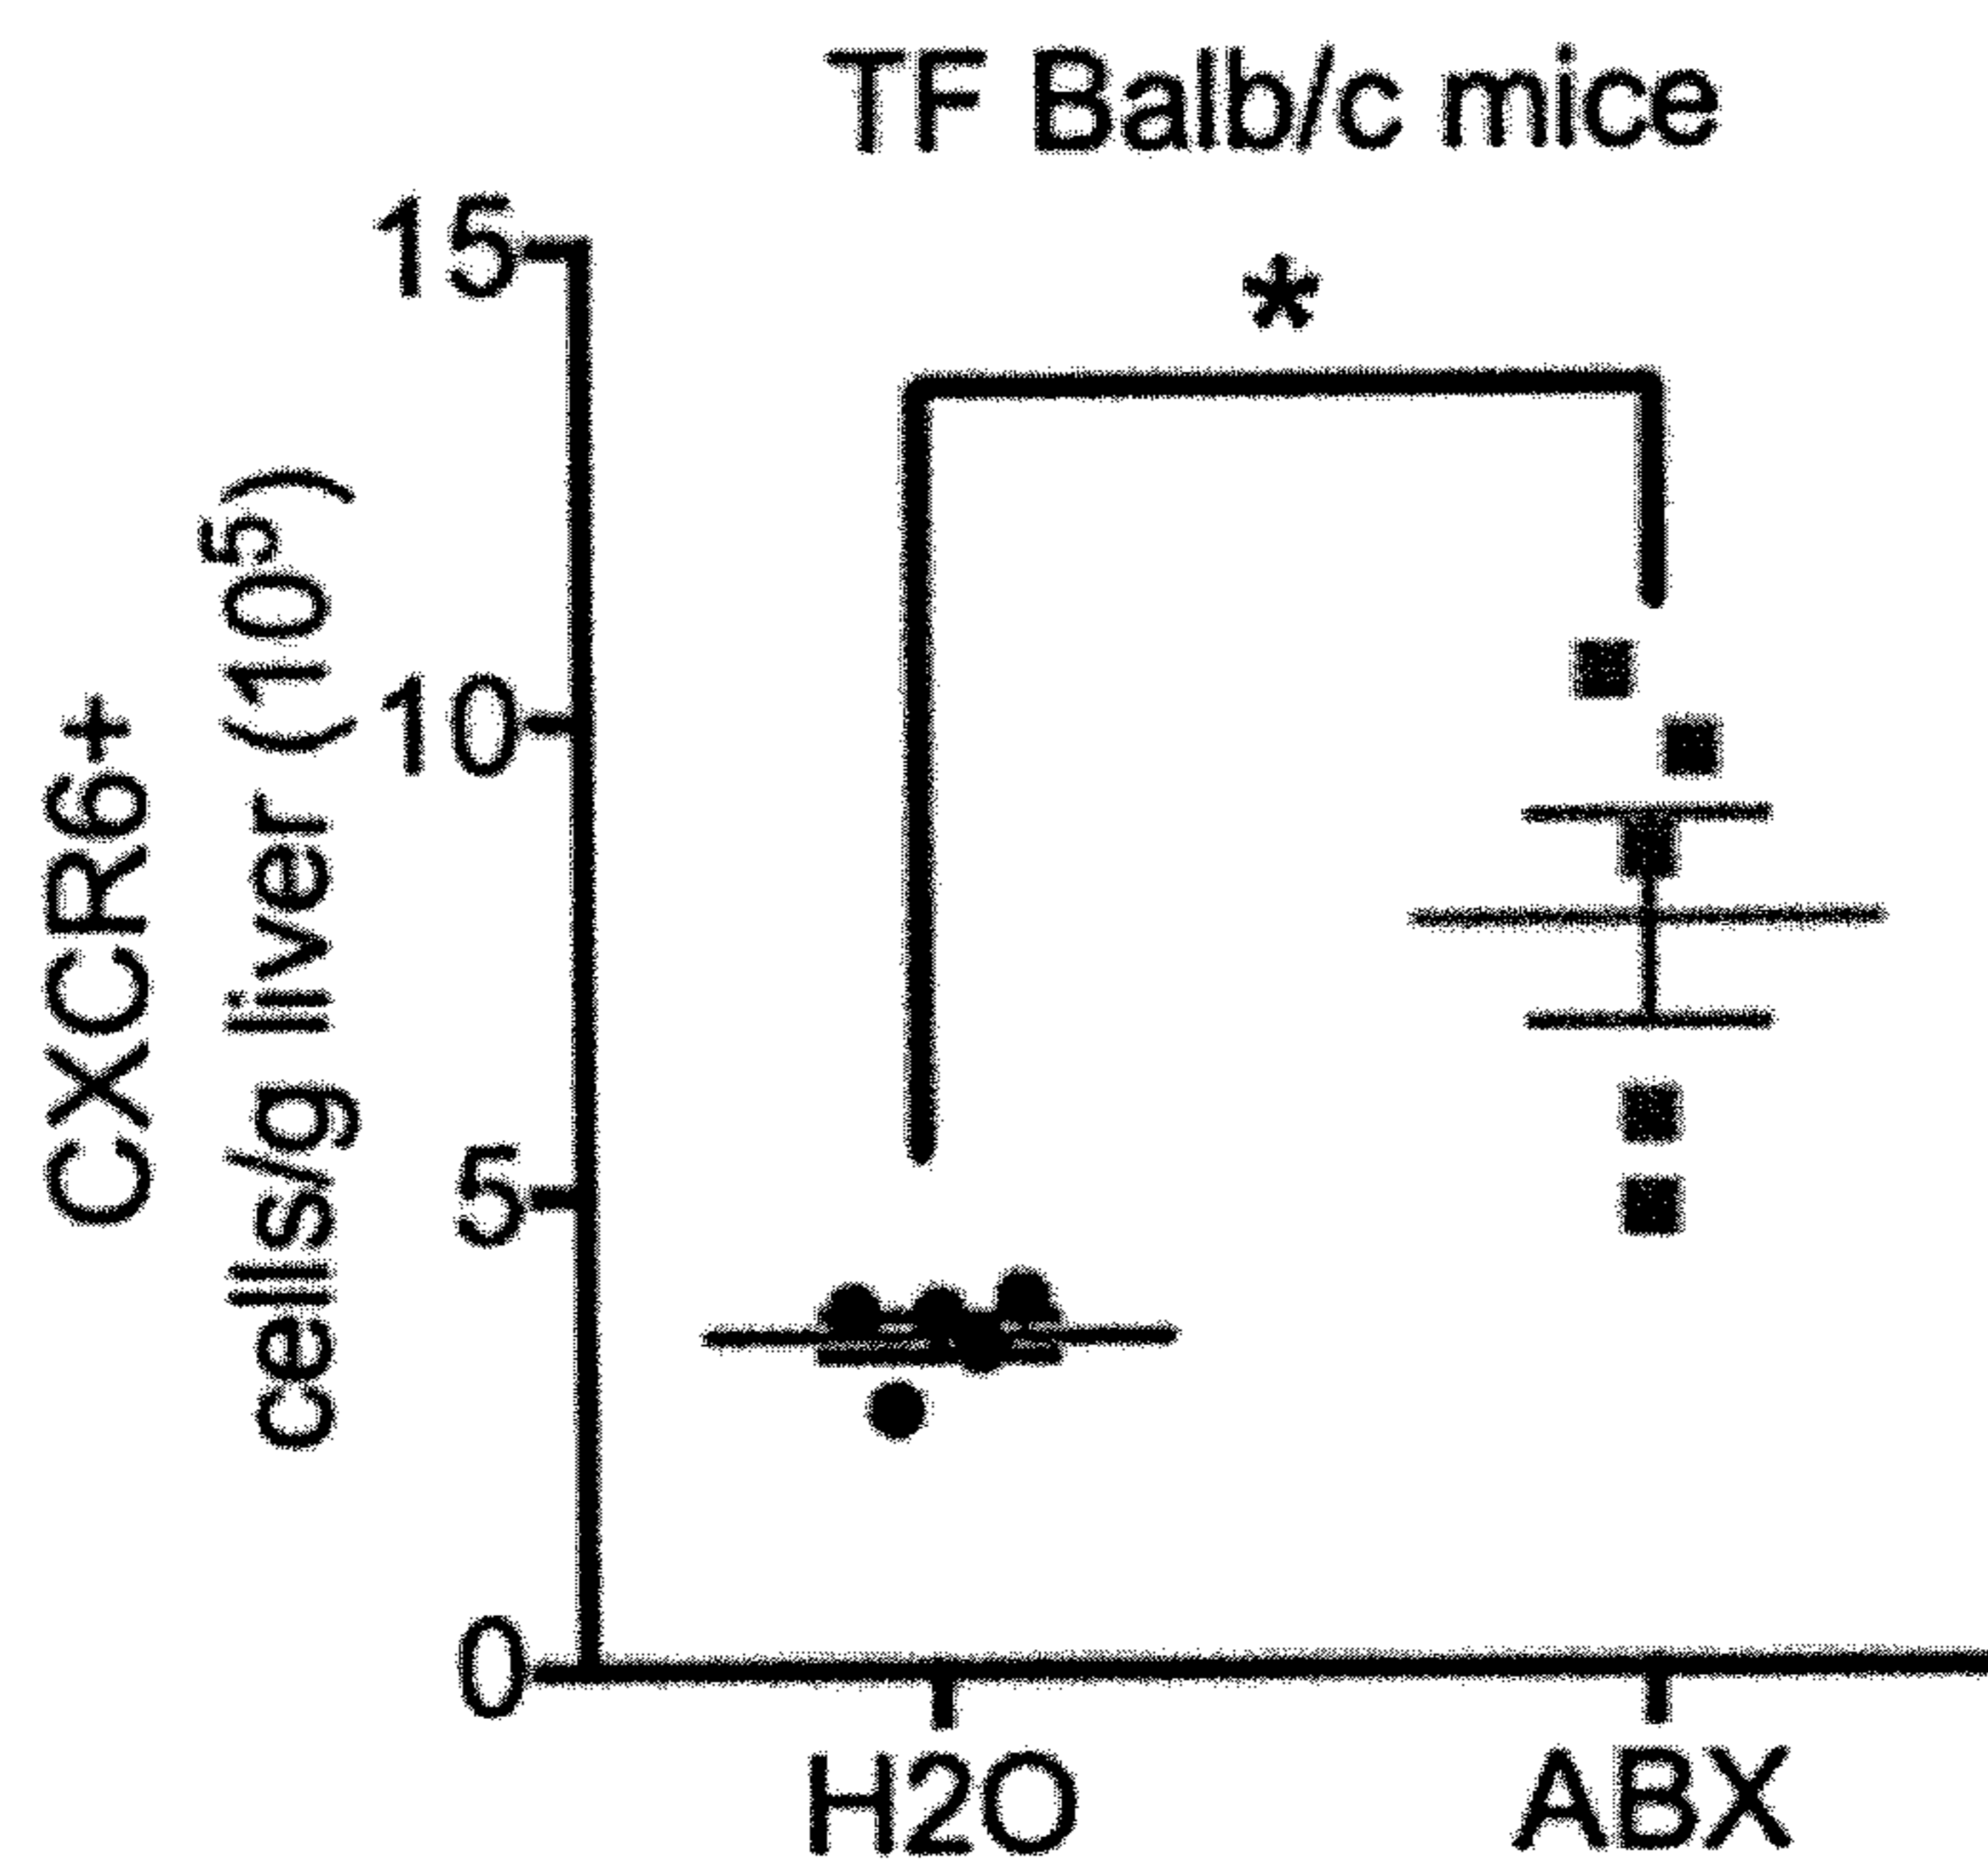 TF Balb/c mice
CXCR6+
cells/g liver (10⁵)
15
*
10
5
0
H2O
ABX